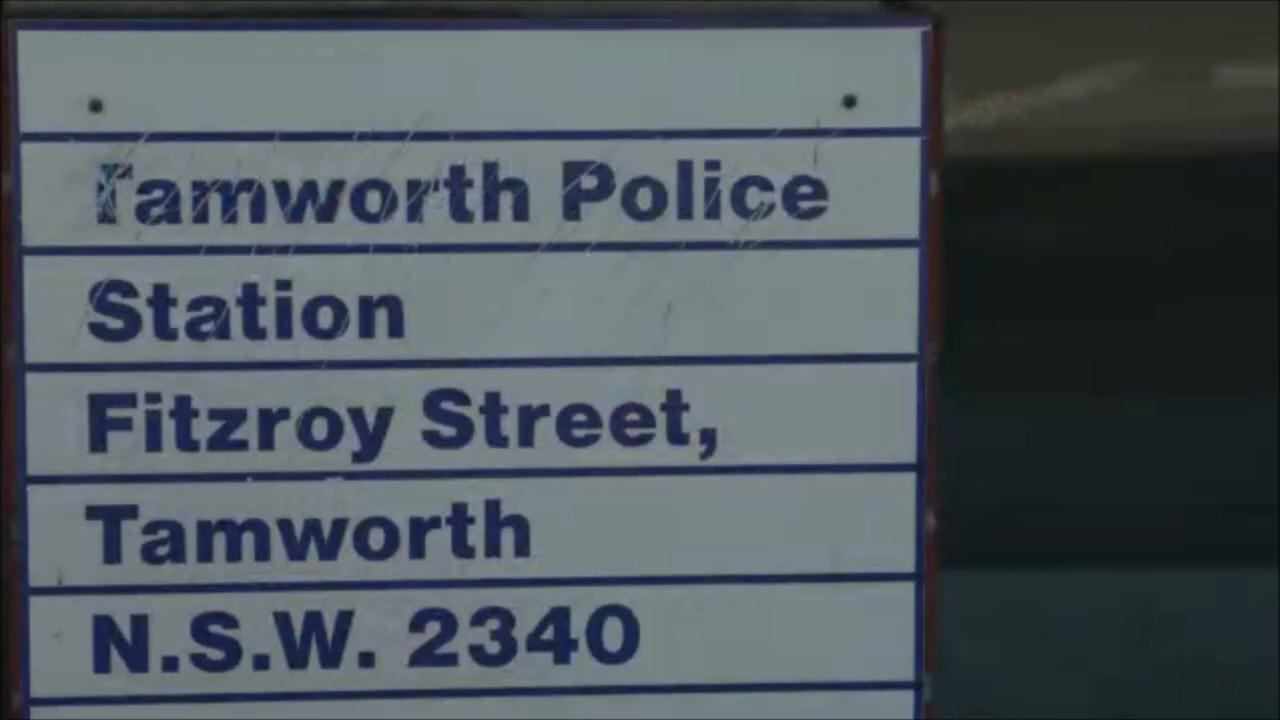 Tamworth Police
Station
Fitzroy Street,
Tamworth
N.S.W. 2340